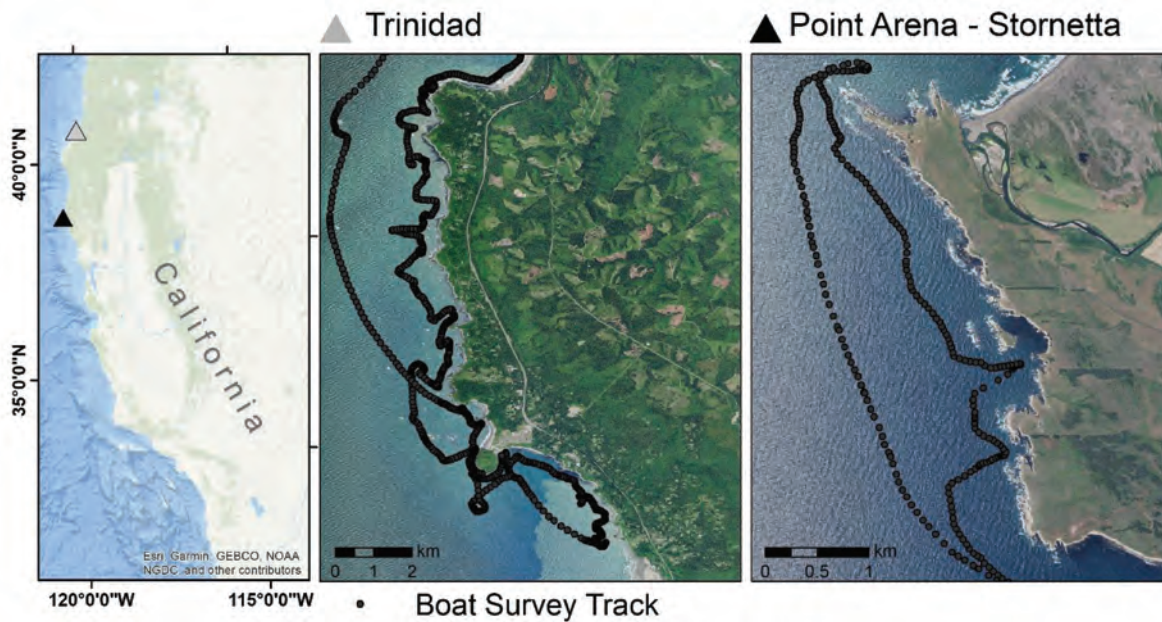 Trinidad
Point Arena - Stornetta
40°0'0"N
35°0'0"N
California
Esri, Garmin, GEBCO, NOAA
NGDC, and other contributors
120°0'0"W
115°0'0"W
km
0 1 2
km
0 0.5 1
Boat Survey Track